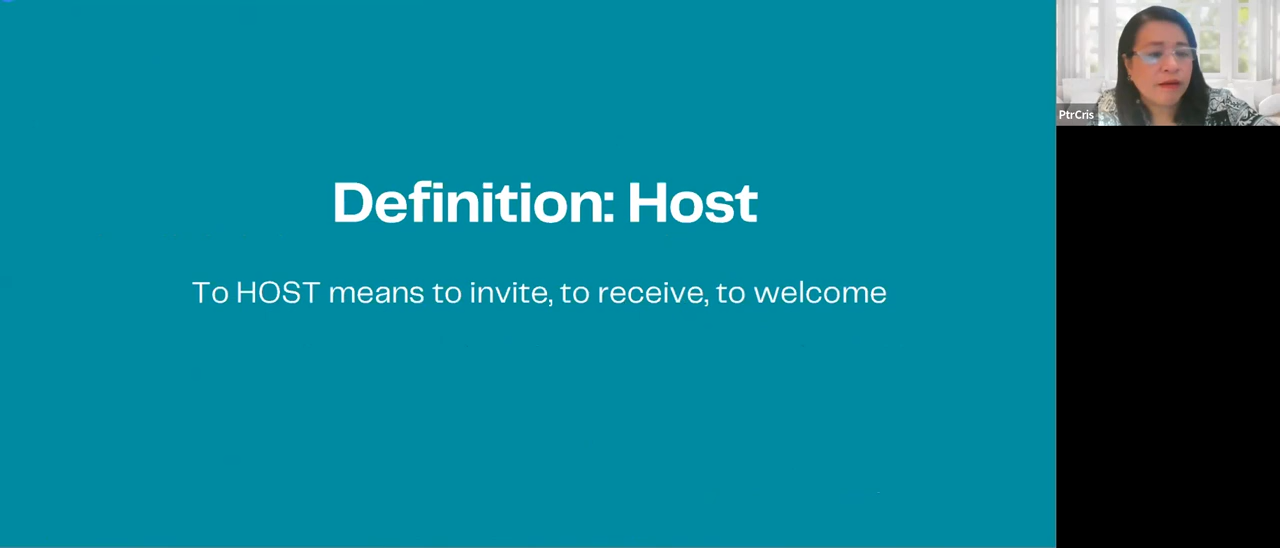 Definition: Host
To HOST means to invite, to receive, to welcome
PtrCris